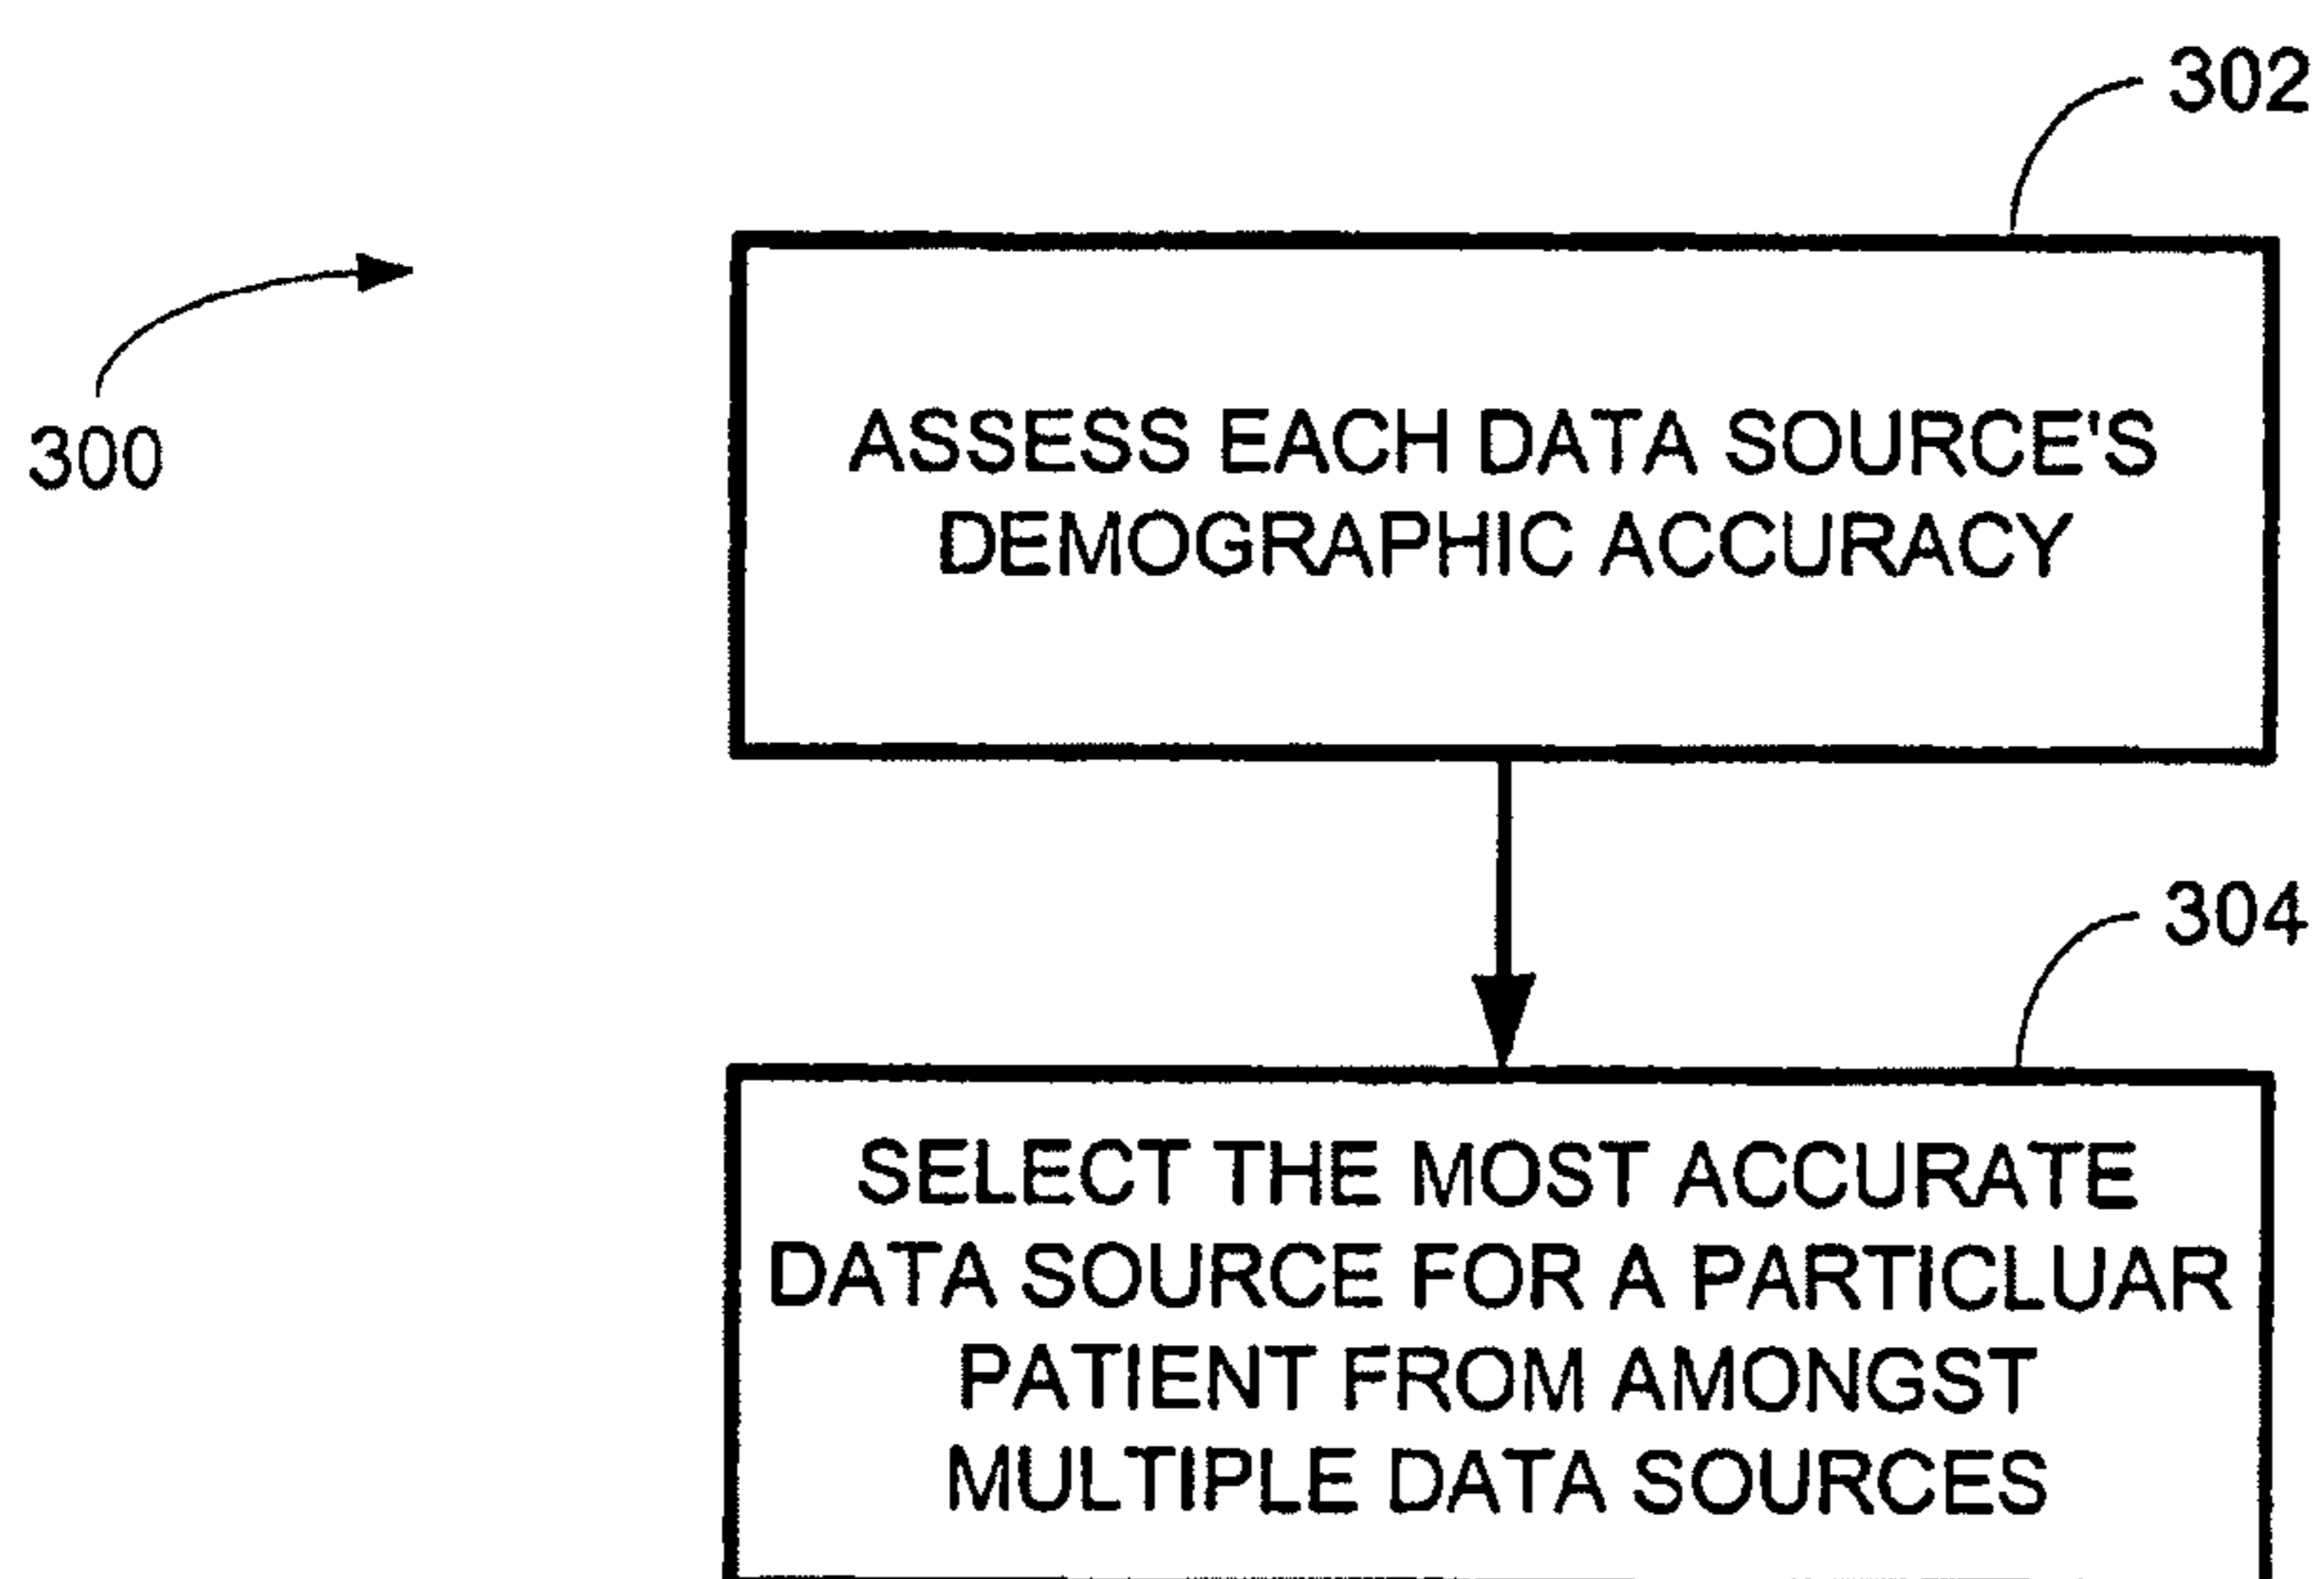 302
300
ASSESS EACH DATA SOURCE'S
DEMOGRAPHIC ACCURACY
304
SELECT THE MOST ACCURATE
DATA SOURCE FOR A PARTICLUAR
PATIENT FROM AMONGST
MULTIPLE DATA SOURCES